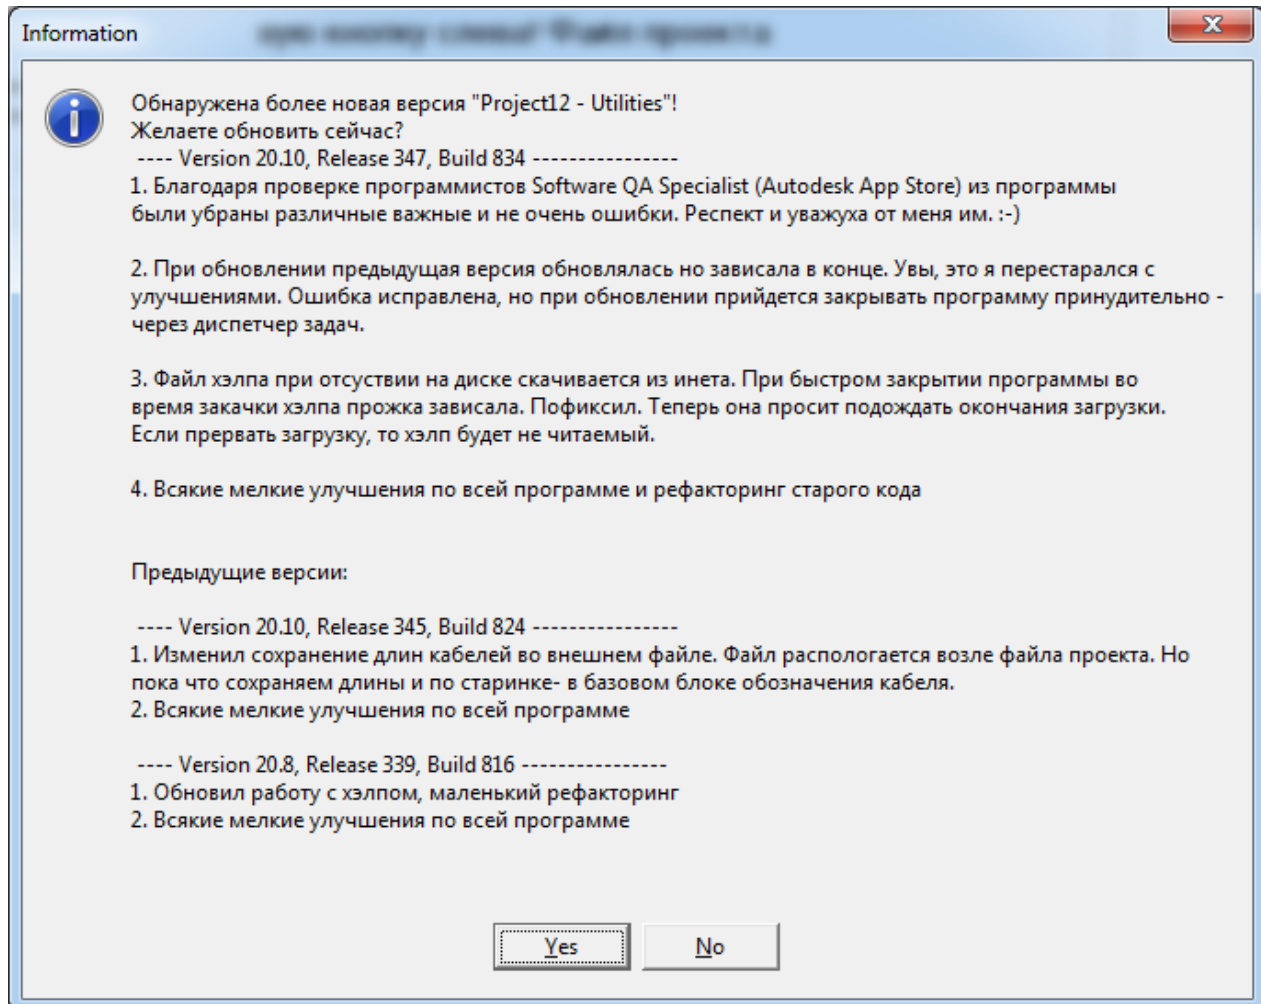 Information
Обнаружена более новая версия "Project12 - Utilities"!
Желаете обновить сейчас?
---- Version 20.10, Release 347, Build 834 ----------------
1. Благодаря проверке программистов Software QA Specialist (Autodesk App Store) из программы
были убраны различные важные и не очень ошибки. Респект и уважуха от меня им. :-)
2. При обновлении предыдущая версия обновлялась но зависала в конце. Увы, это я перестарался с
улучшениями. Ошибка исправлена, но при обновлении прийдется закрывать программу принудительно -
через диспетчер задач.
3. Файл хэлпа при отсуствии на диске скачивается из инета. При быстром закрытии программы во
время закачки хэлпа прожка зависала. Пофиксил. Теперь она просит подождать окончания загрузки.
Если прервать загрузку, то хэлп будет не читаемый.
4. Всякие мелкие улучшения по всей программе и рефакторинг старого кода
Предыдущие версии:
---- Version 20.10, Release 345, Build 824 ----------------
1. Изменил сохранение длин кабелей во внешнем файле. Файл распологается возле файла проекта. Но
пока что сохраняем длины и по старинке- в базовом блоке обозначения кабеля.
2. Всякие мелкие улучшения по всей программе
---- Version 20.8, Release 339, Build 816 ----------------
1. Обновил работу с хэлпом, маленький рефакторинг
2. Всякие мелкие улучшения по всей программе
Yes No